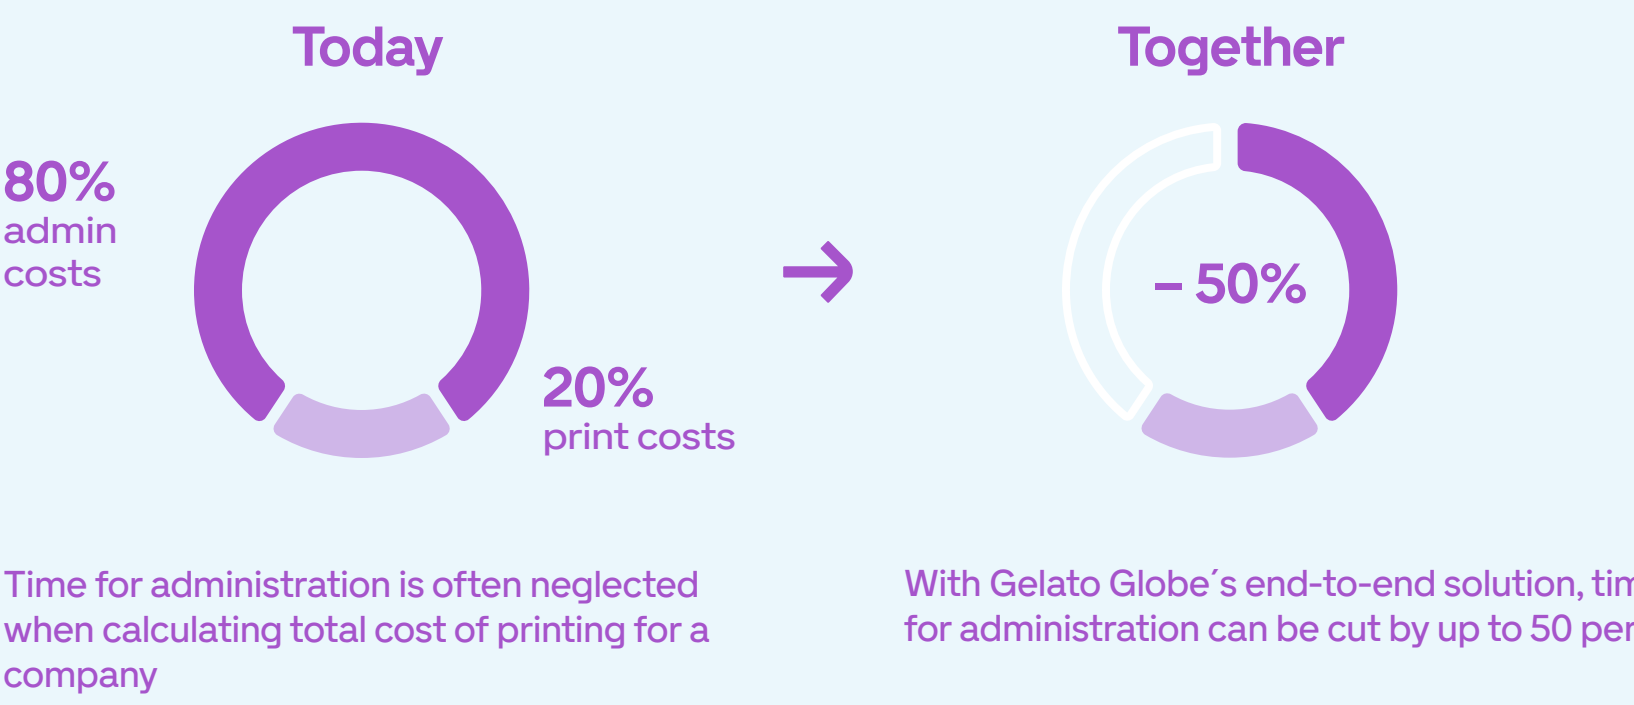 Today
80%
admin
costs
20%
print costs
Time for administration is often neglected
when calculating total cost of printing for a
company
Together
– 50%
With Gelato Globe´s end-to-end solution,
for administration can be cut by up to 50